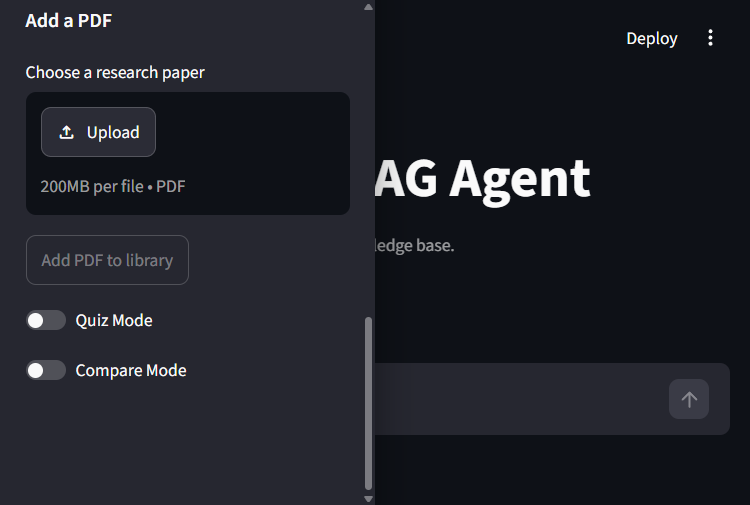 Add a PDF
Choose a research paper
Upload
200MB per file • PDF
Add PDF to library
Quiz Mode
Compare Mode
Deploy
AG Agent
ledge base.